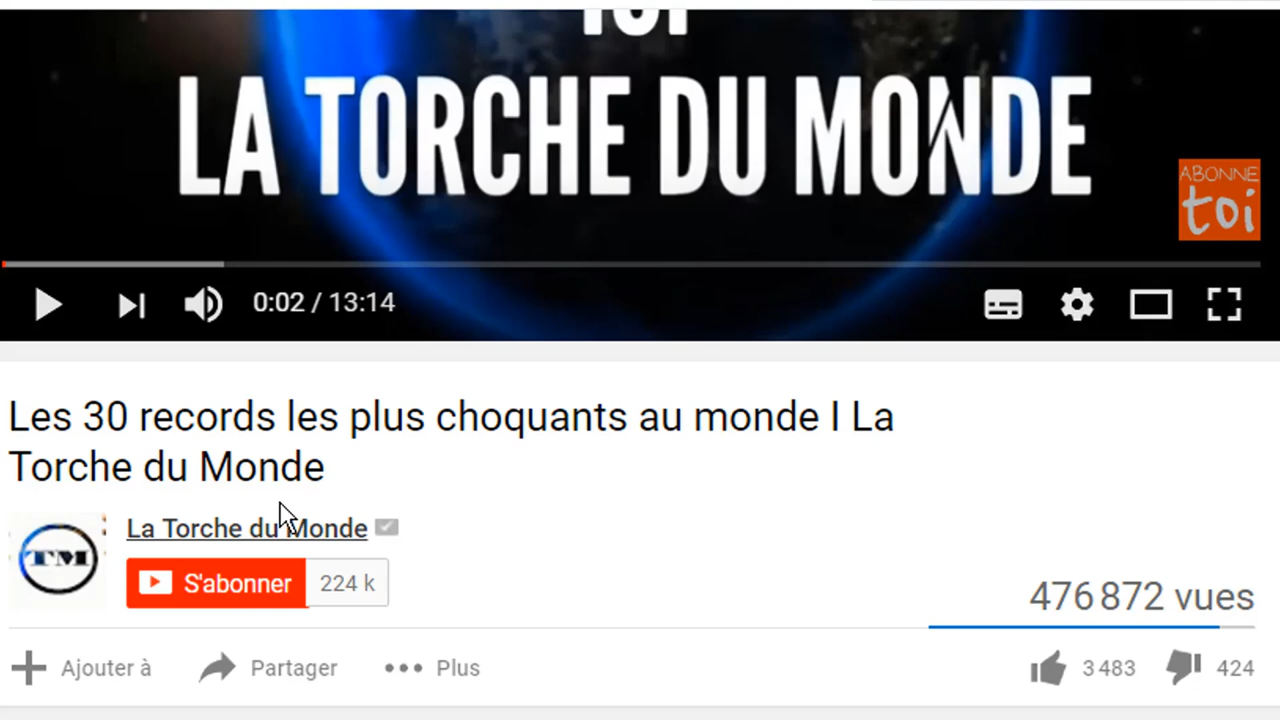 LA TORCHE DU MONDE
ABONNE
toi
0:02 / 13:14
Les 30 records les plus choquants au monde I La
Torche du Monde
TM
La Torche du Monde
S'abonner 224 k
476 872 vues
Ajouter à Partager Plus 3 483 424